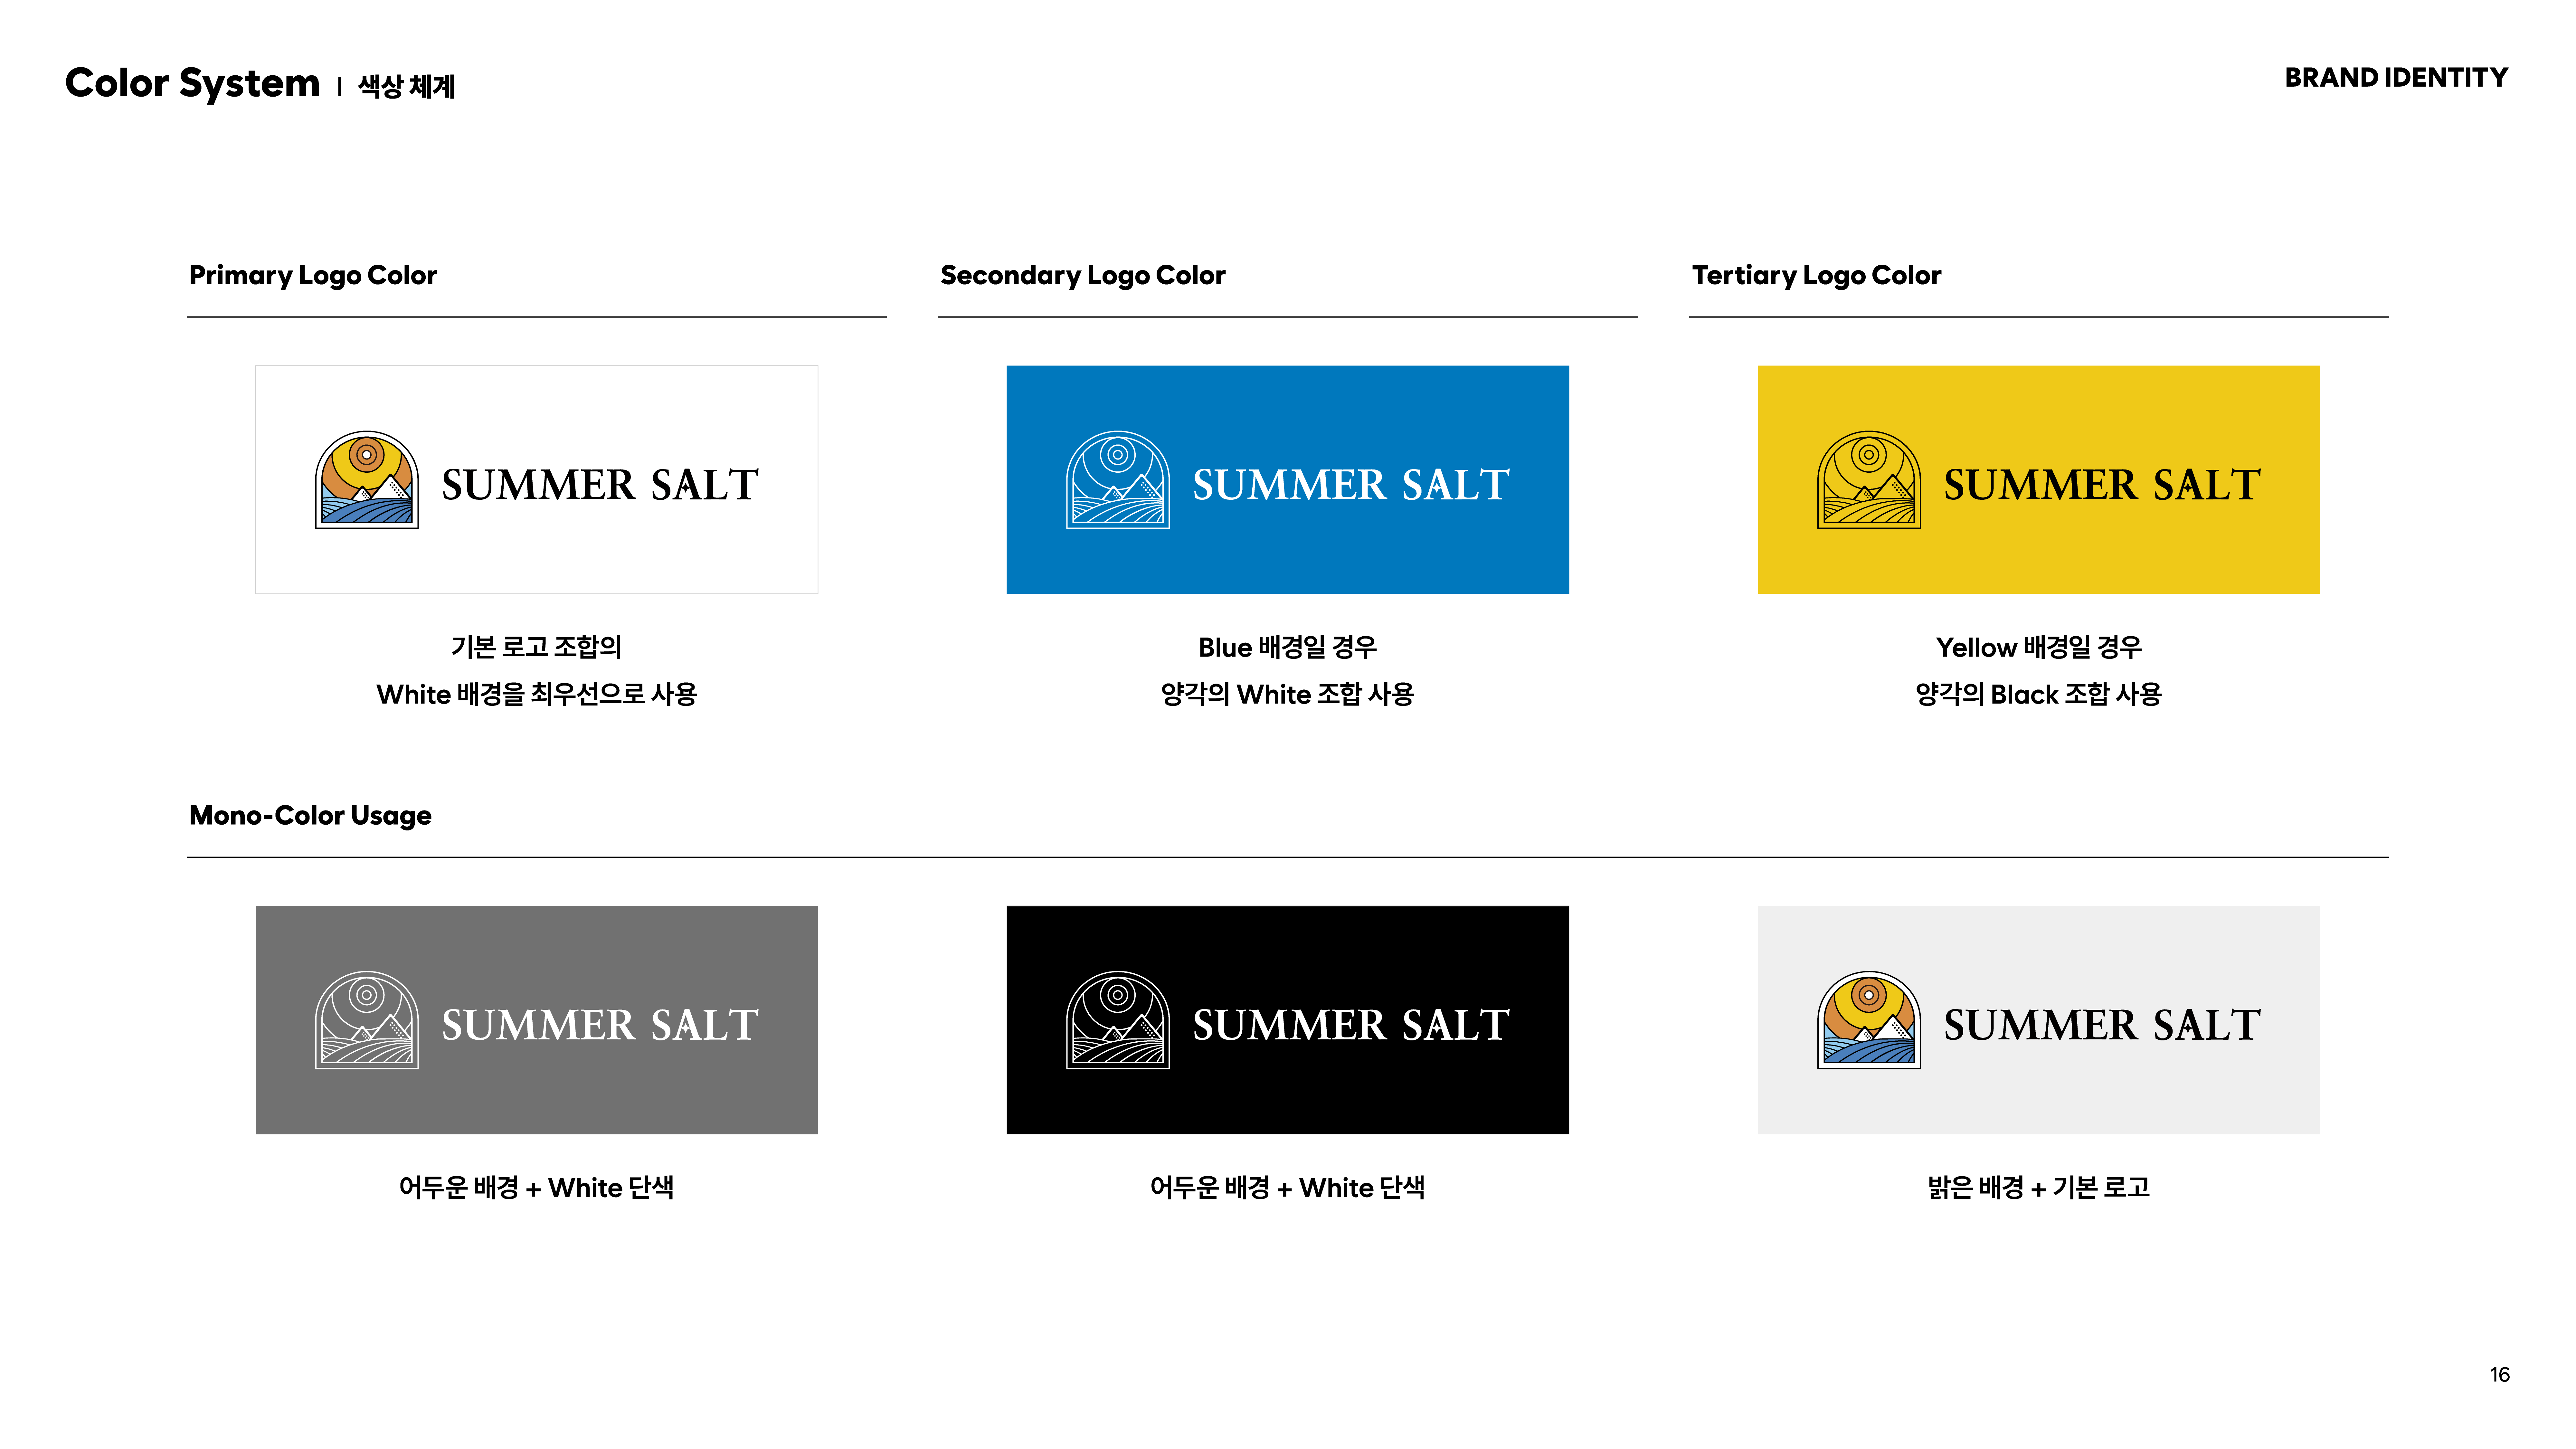 Color System | 색상 체계
BRAND IDENTITY
Primary Logo Color
Secondary Logo Color
Tertiary Logo Color
SUMMER SALT
SUMMER SALT
SUMMER SALT
기본 로고 조합의
White 배경을 최우선으로 사용
Blue 배경일 경우
양각의 White 조합 사용
Yellow 배경일 경우
양각의 Black 조합 사용
Mono-Color Usage
SUMMER SALT
SUMMER SALT
SUMMER SALT
어두운 배경 + White 단색
어두운 배경 + White 단색
밝은 배경 + 기본 로고
16